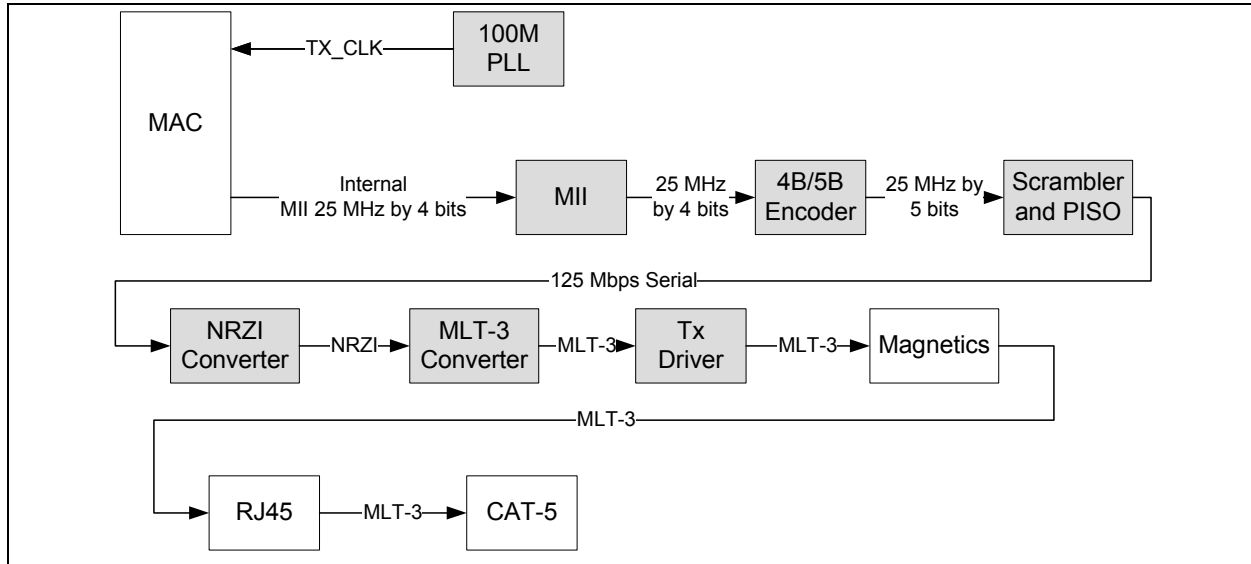 TX_CLK
100M
PLL
MAC
Internal
MII 25 MHz by 4 bits
MII
25 MHz
by 4 bits
4B/5B
Encoder
25 MHz by
5 bits
Scrambler
and PISO
125 Mbps Serial
NRZI
Converter
NRZI
MLT-3
Converter
MLT-3
Tx
Driver
MLT-3
Magnetics
MLT-3
RJ45
MLT-3
CAT-5